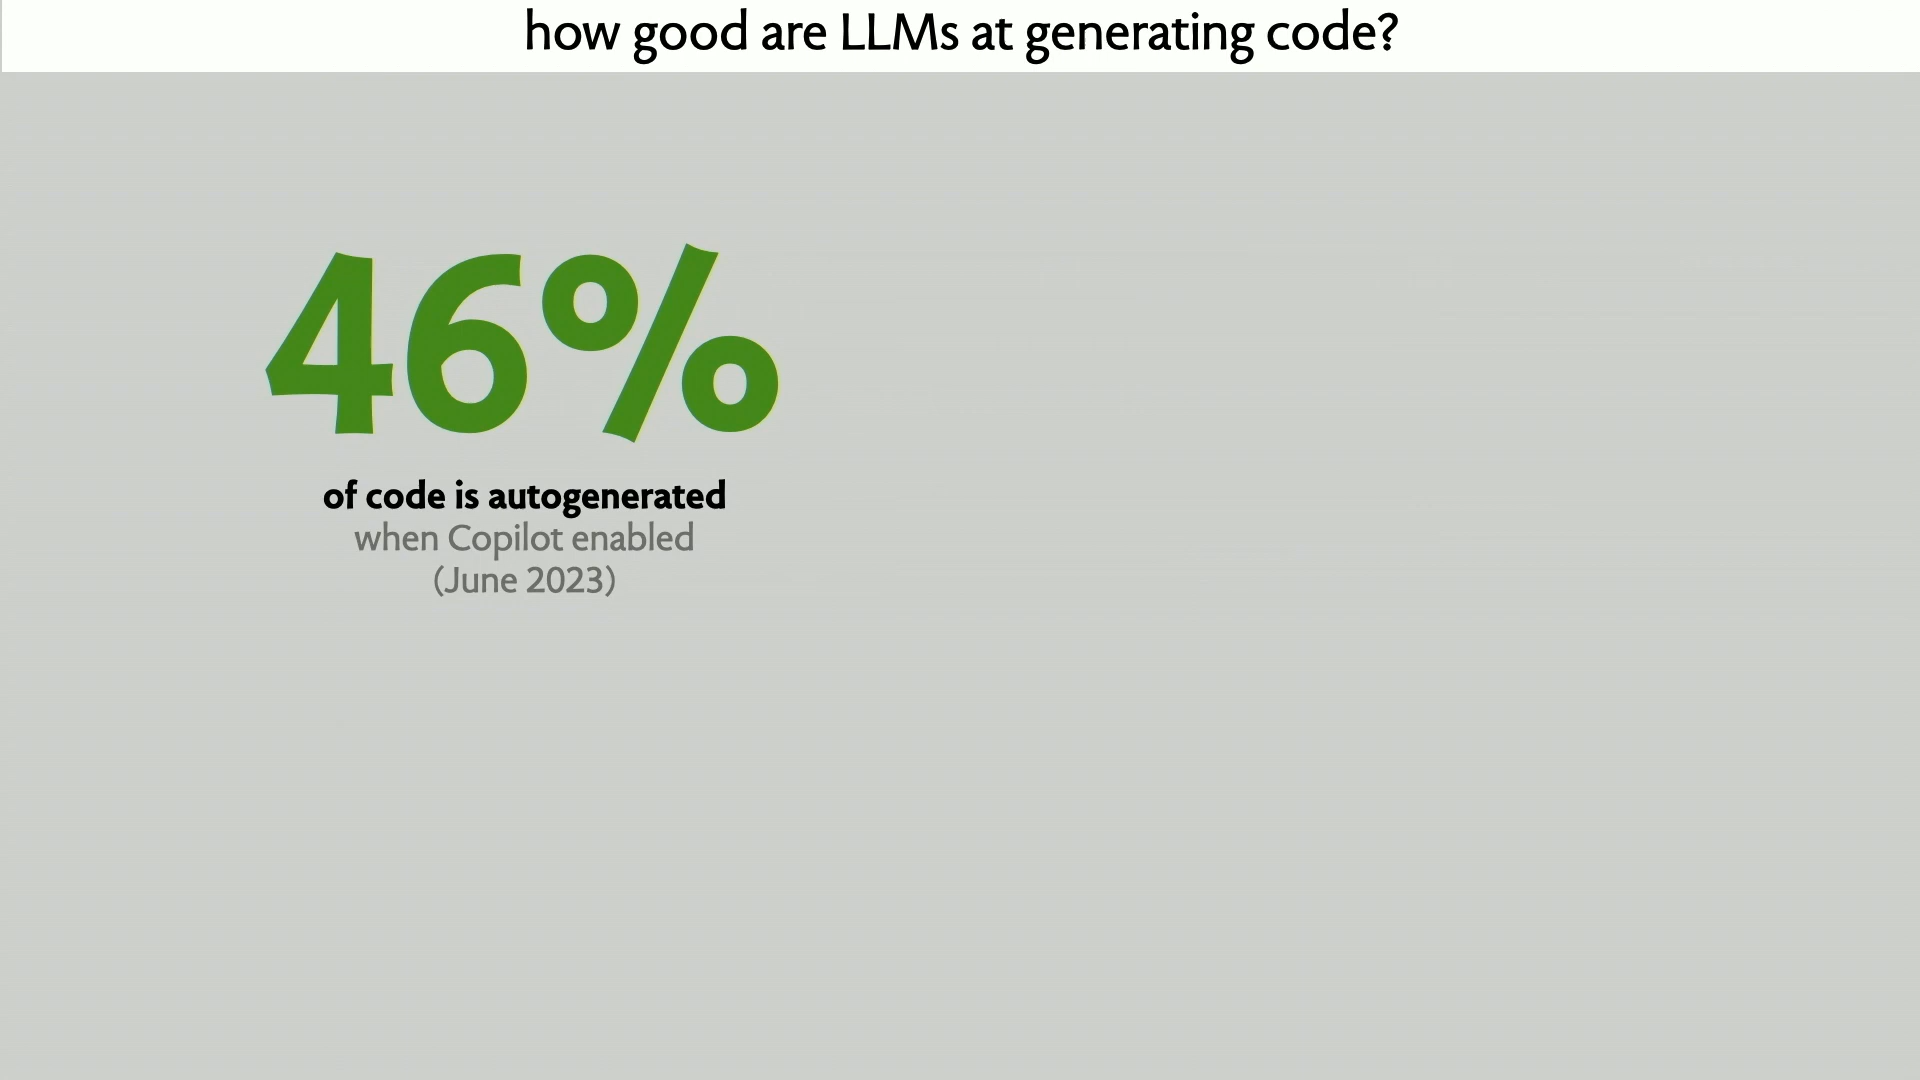 how good are LLMs at generating code?
46%
of code is autogenerated
when Copilot enabled
(June 2023)